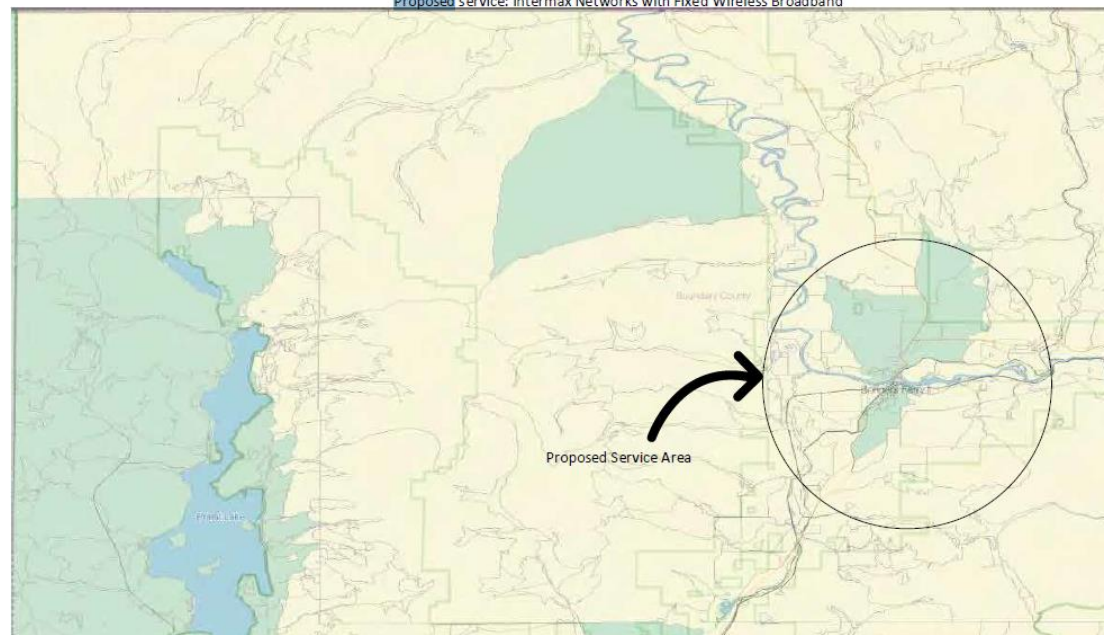 Proposed service: Intermax Networks with Fixed Wireless Broadband
Boundary County
Bonners Ferry
Proposed Service Area
Priest Lake